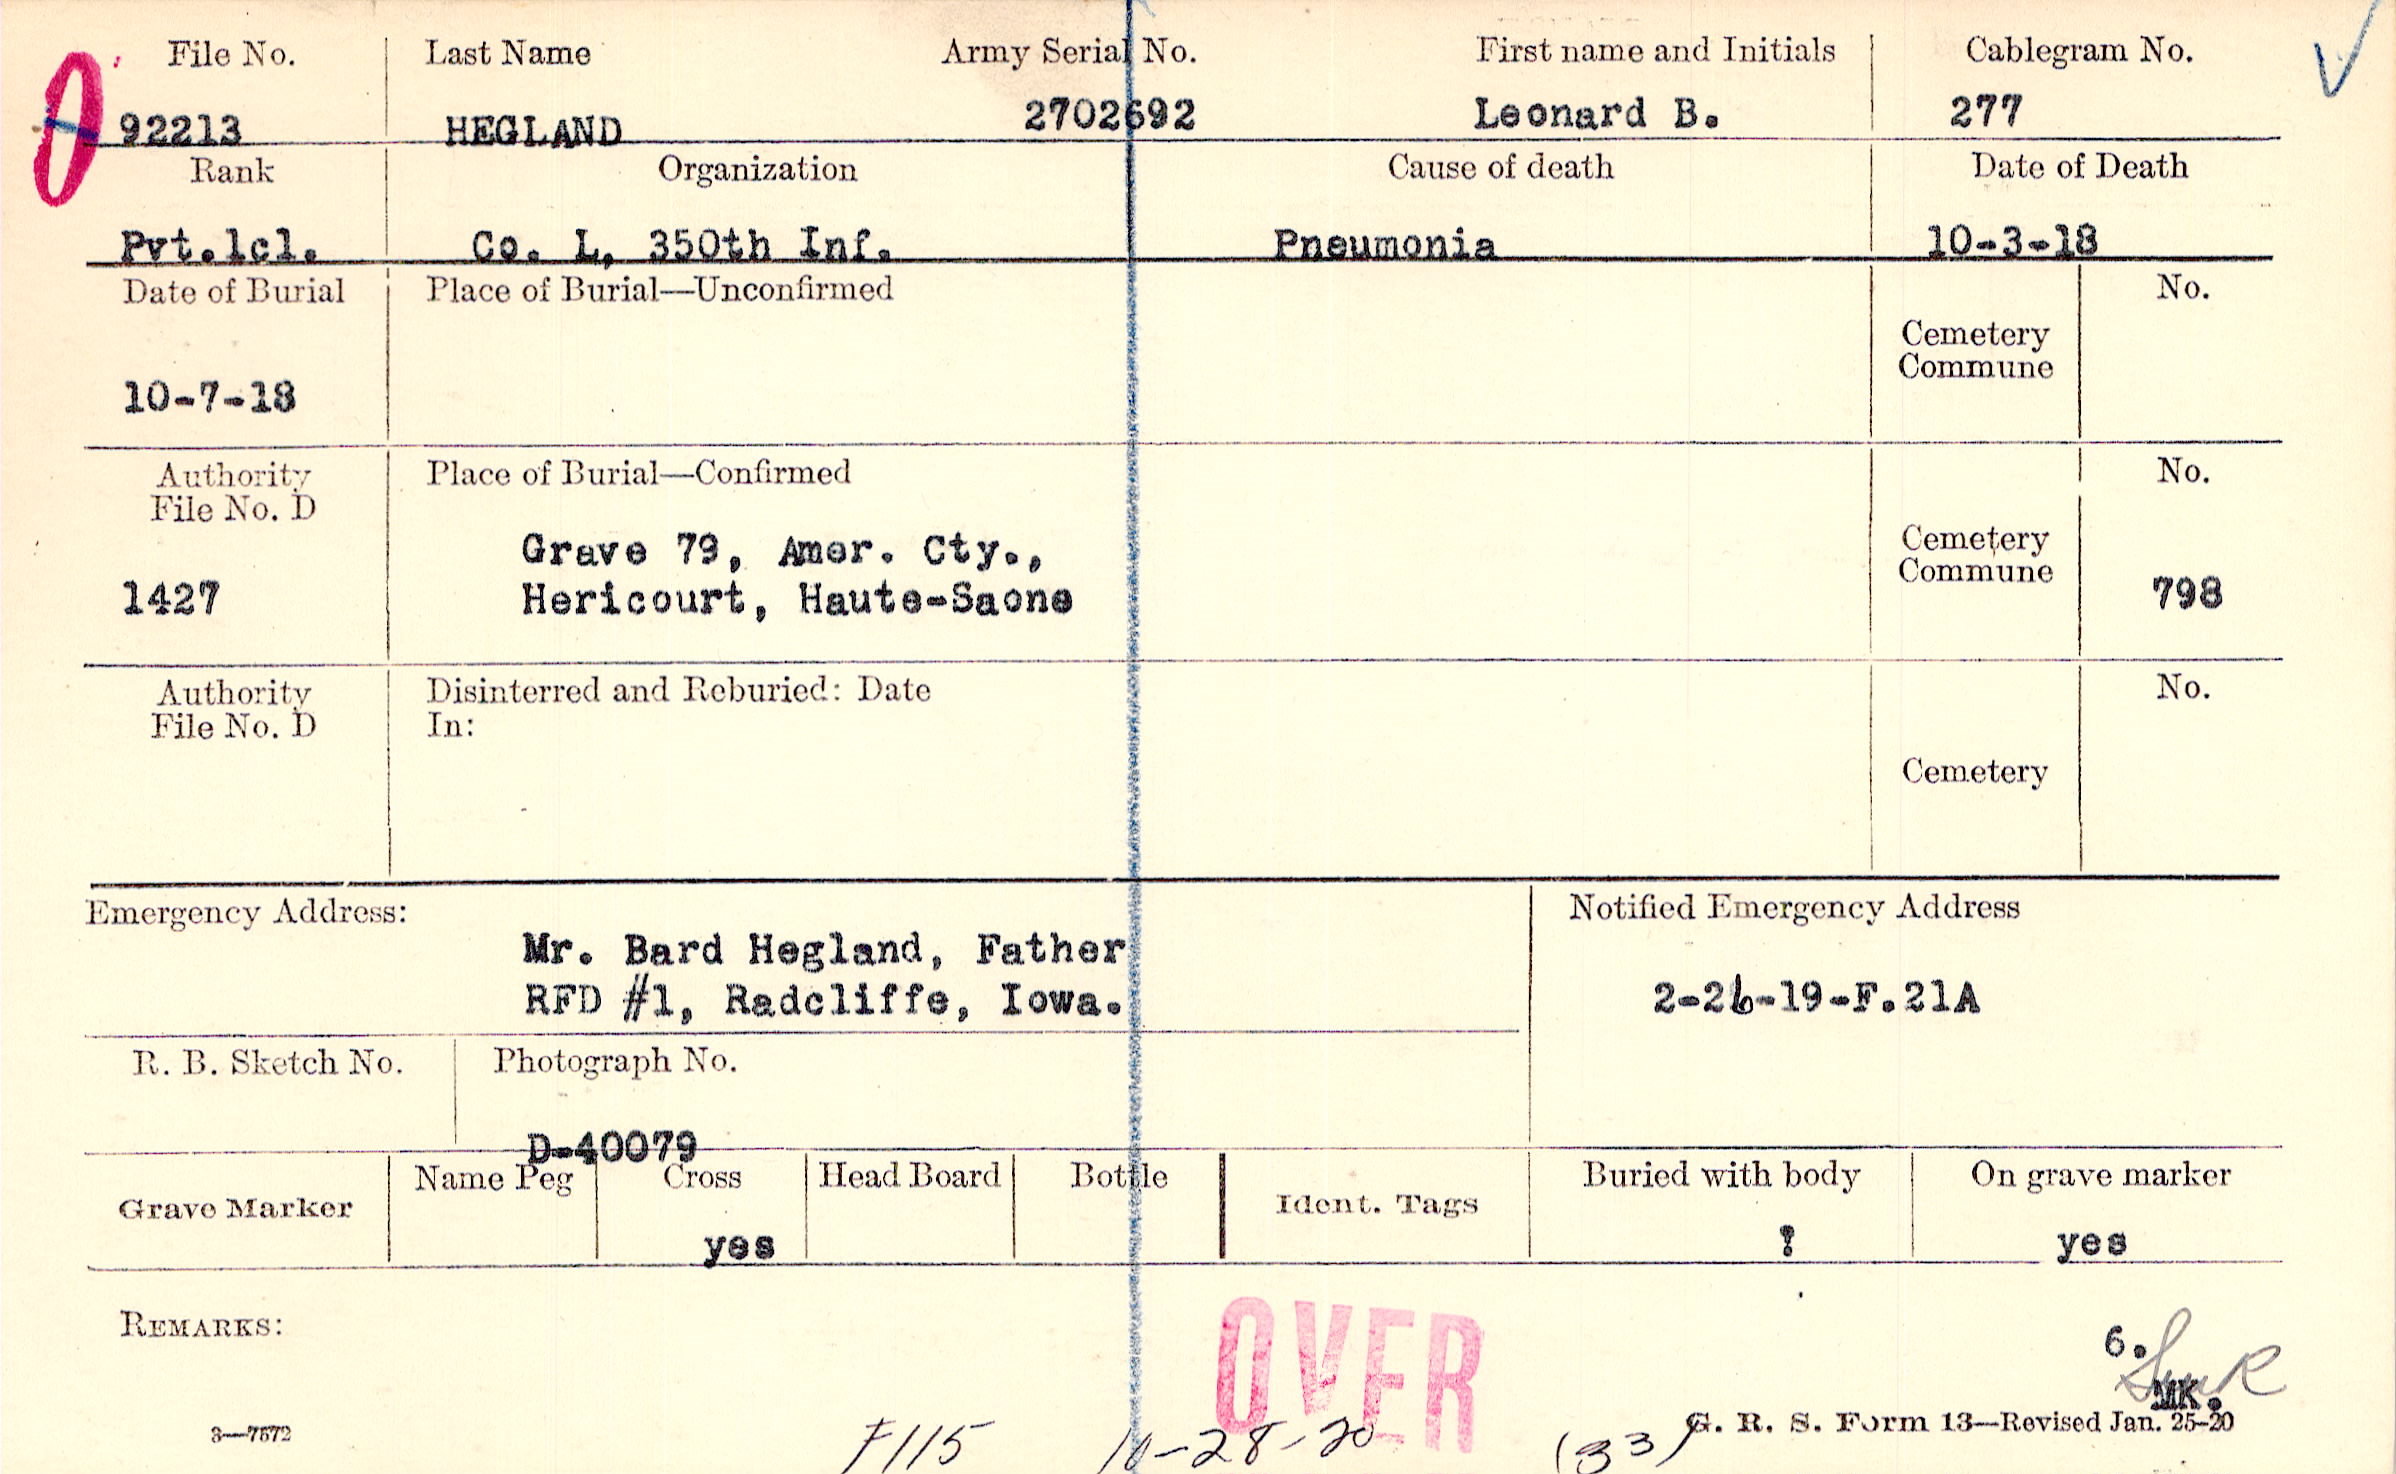 File No. Last Name Army Serial No. First name and Initials Cablegram No.
92213 HEGLAND 2702692 Leonard B. 277
Rank Organization Cause of death Date of Death
Pvt.1cl. Co. L, 350th Inf. Pneumonia 10-3-18
Date of Burial Place of Burial—Unconfirmed No.
Cemetery
Commune
10-7-18
Authority Place of Burial—Confirmed No.
File No. D
Grave 79, Amer. Cty., Cemetery
Commune
1427 Hericourt, Haute-Saone 798
Authority Disinterred and Reburied: Date No.
File No. D In:
Cemetery
Emergency Address: Notified Emergency Address
Mr. Bard Hegland, Father
RFD #1, Radcliffe, Iowa. 2-26-19-F.21A
R. B. Sketch No. Photograph No.
D-40079
Grave Marker Name Peg Cross Head Board Bottle Ident. Tags Buried with body On grave marker
yes ? yes
REMARKS: OVER 6.
MK.
3—7572 G. R. S. Form 13—Revised Jan. 25-20
F115 10-28-20 (33)